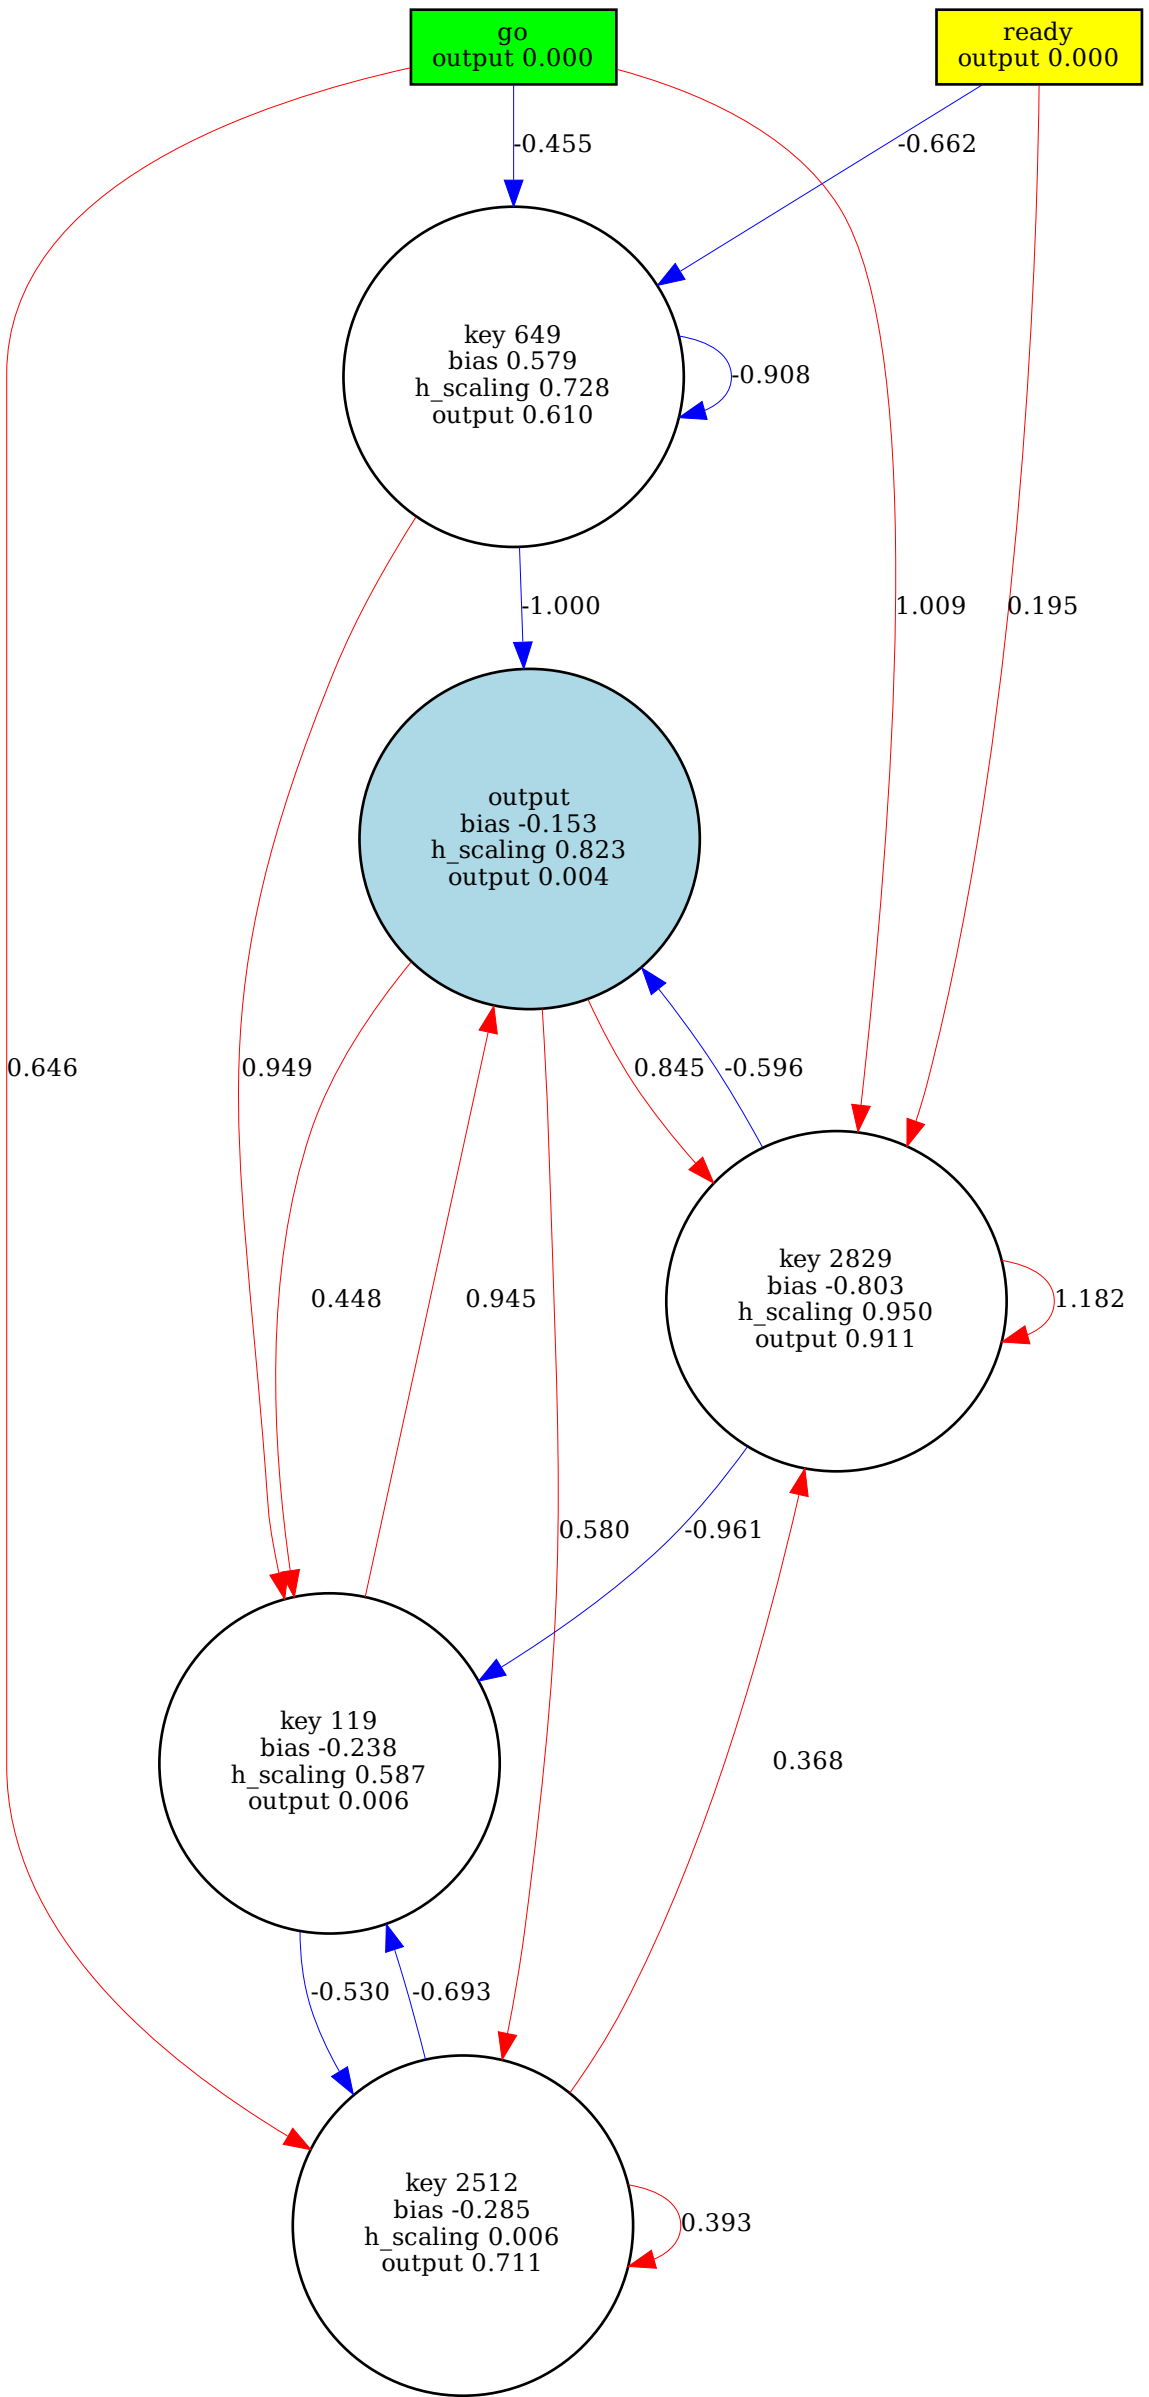 go
output 0.000
ready
output 0.000
-0.455
-0.662
key 649
bias 0.579
h_scaling 0.728
output 0.610
-0.908
-1.000
1.009
0.195
output
bias -0.153
h_scaling 0.823
output 0.004
0.646
0.949
0.845
-0.596
key 2829
bias -0.803
h_scaling 0.950
output 0.911
0.448
0.945
1.182
0.580
-0.961
key 119
bias -0.238
h_scaling 0.587
output 0.006
0.368
-0.530
-0.693
key 2512
bias -0.285
h_scaling 0.006
output 0.711
0.393